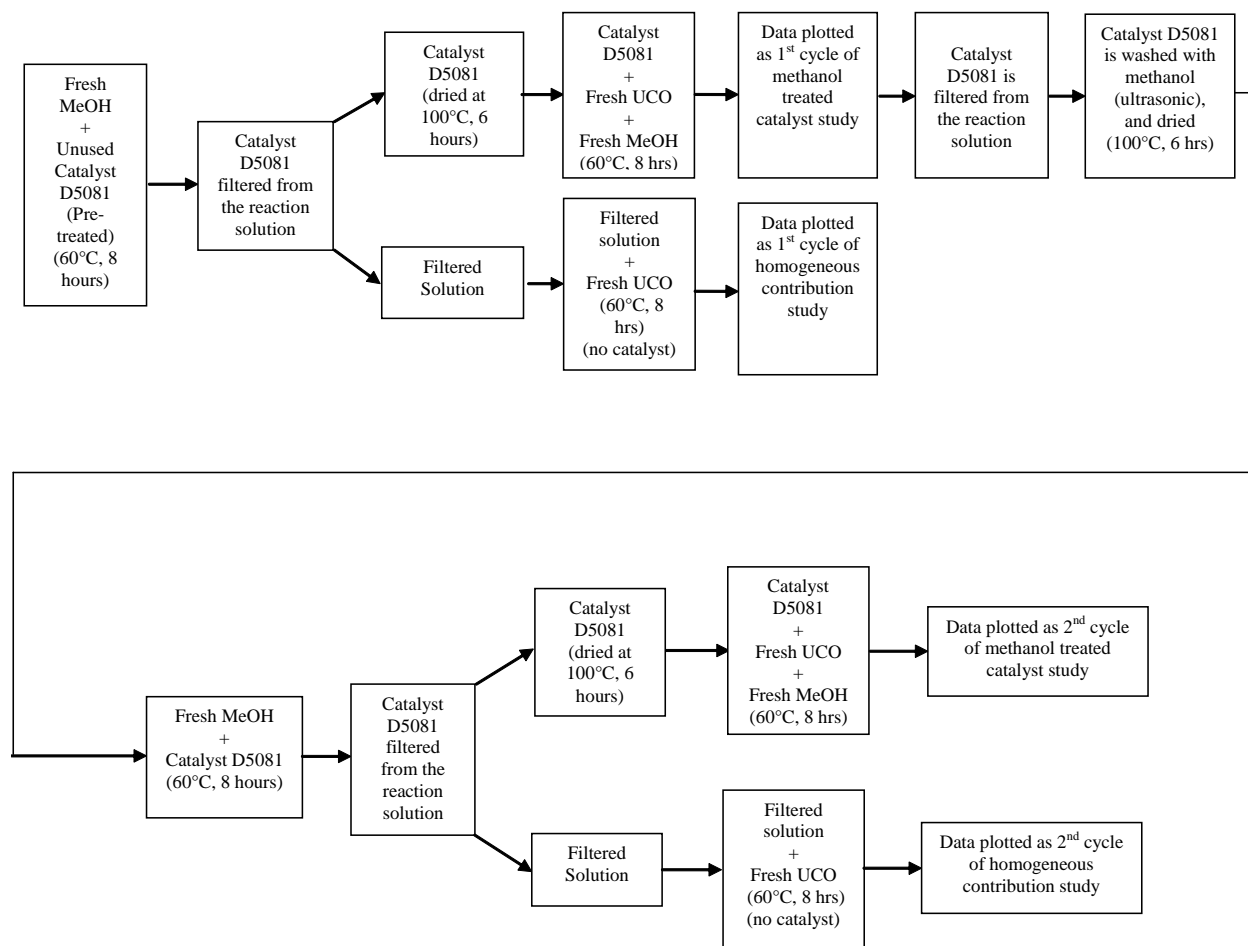 Fresh
MeOH
+
Unused
Catalyst
D5081
(Pre-
treated)
(60°C, 8
hours)
Catalyst
D5081
filtered from
the reaction
solution
Catalyst
D5081
(dried at
100°C, 6
hours)
Catalyst
D5081
+
Fresh UCO
+
Fresh MeOH
(60°C, 8 hrs)
Data plotted
as 1st cycle of
methanol
treated
catalyst study
Catalyst
D5081 is
filtered from
the reaction
solution
Catalyst D5081
is washed with
methanol
(ultrasonic),
and dried
(100°C, 6 hrs)
Filtered
Solution
Filtered
solution
+
Fresh UCO
(60°C, 8
hrs)
(no catalyst)
Data plotted
as 1st cycle of
homogeneous
contribution
study
Fresh MeOH
+
Catalyst D5081
(60°C, 8 hours)
Catalyst
D5081
filtered
from the
reaction
solution
Catalyst
D5081
(dried at
100°C, 6
hours)
Catalyst
D5081
+
Fresh UCO
+
Fresh MeOH
(60°C, 8 hrs)
Data plotted as 2nd cycle
of methanol treated
catalyst study
Filtered
Solution
Filtered
solution
+
Fresh UCO
(60°C, 8 hrs)
(no catalyst)
Data plotted as 2nd cycle
of homogeneous
contribution study